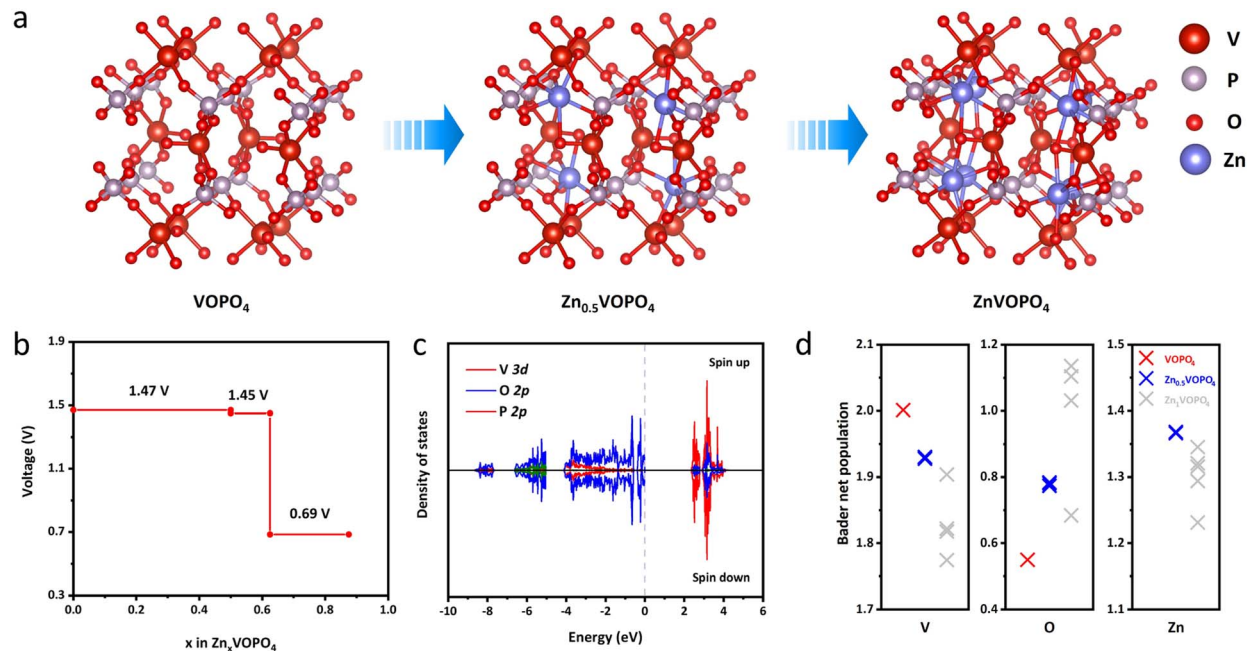 a
V
P
O
Zn
VOPO₄
Zn₀.₅VOPO₄
ZnVOPO₄
b
1.9
1.5
1.1
0.7
0.3
Voltage (V)
1.47 V
1.45 V
0.69 V
0.0 0.2 0.4 0.6 0.8 1.0
x in ZnₓVOPO₄
c
Density of states
V 3d
O 2p
P 2p
Spin up
Spin down
-10 -8 -6 -4 -2 0 2 4 6
Energy (eV)
d
Bader net population
2.1
2.0
1.9
1.8
1.7
V
1.2
1.0
0.8
0.6
0.4
O
1.5
1.4
1.3
1.2
1.1
Zn
VOPO₄
Zn₀.₅VOPO₄
Zn₁VOPO₄